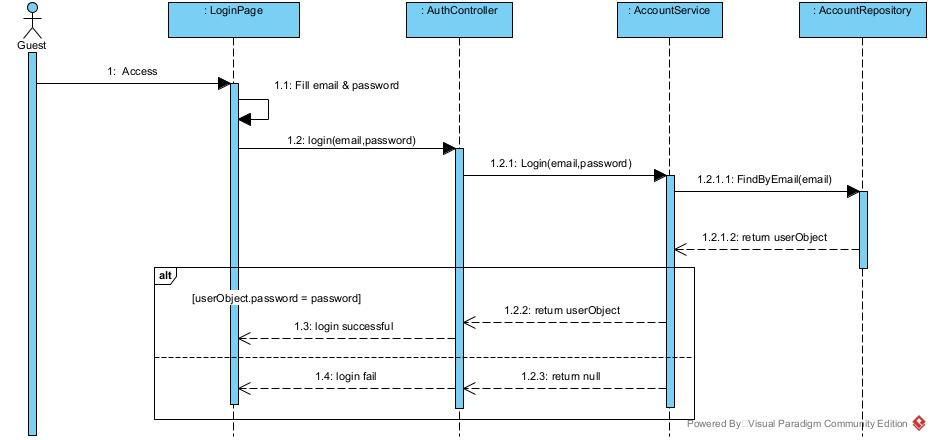 : LoginPage
: AuthController
: AccountService
: AccountRepository
Guest
1: Access
1.1: Fill email & password
1.2: login(email,password)
1.2.1: Login(email,password)
1.2.1.1: FindByEmail(email)
1.2.1.2: return userObject
alt
[userObject.password = password]
1.2.2: return userObject
1.3: login successful
1.4: login fail
1.2.3: return null
Powered By Visual Paradigm Community Edition